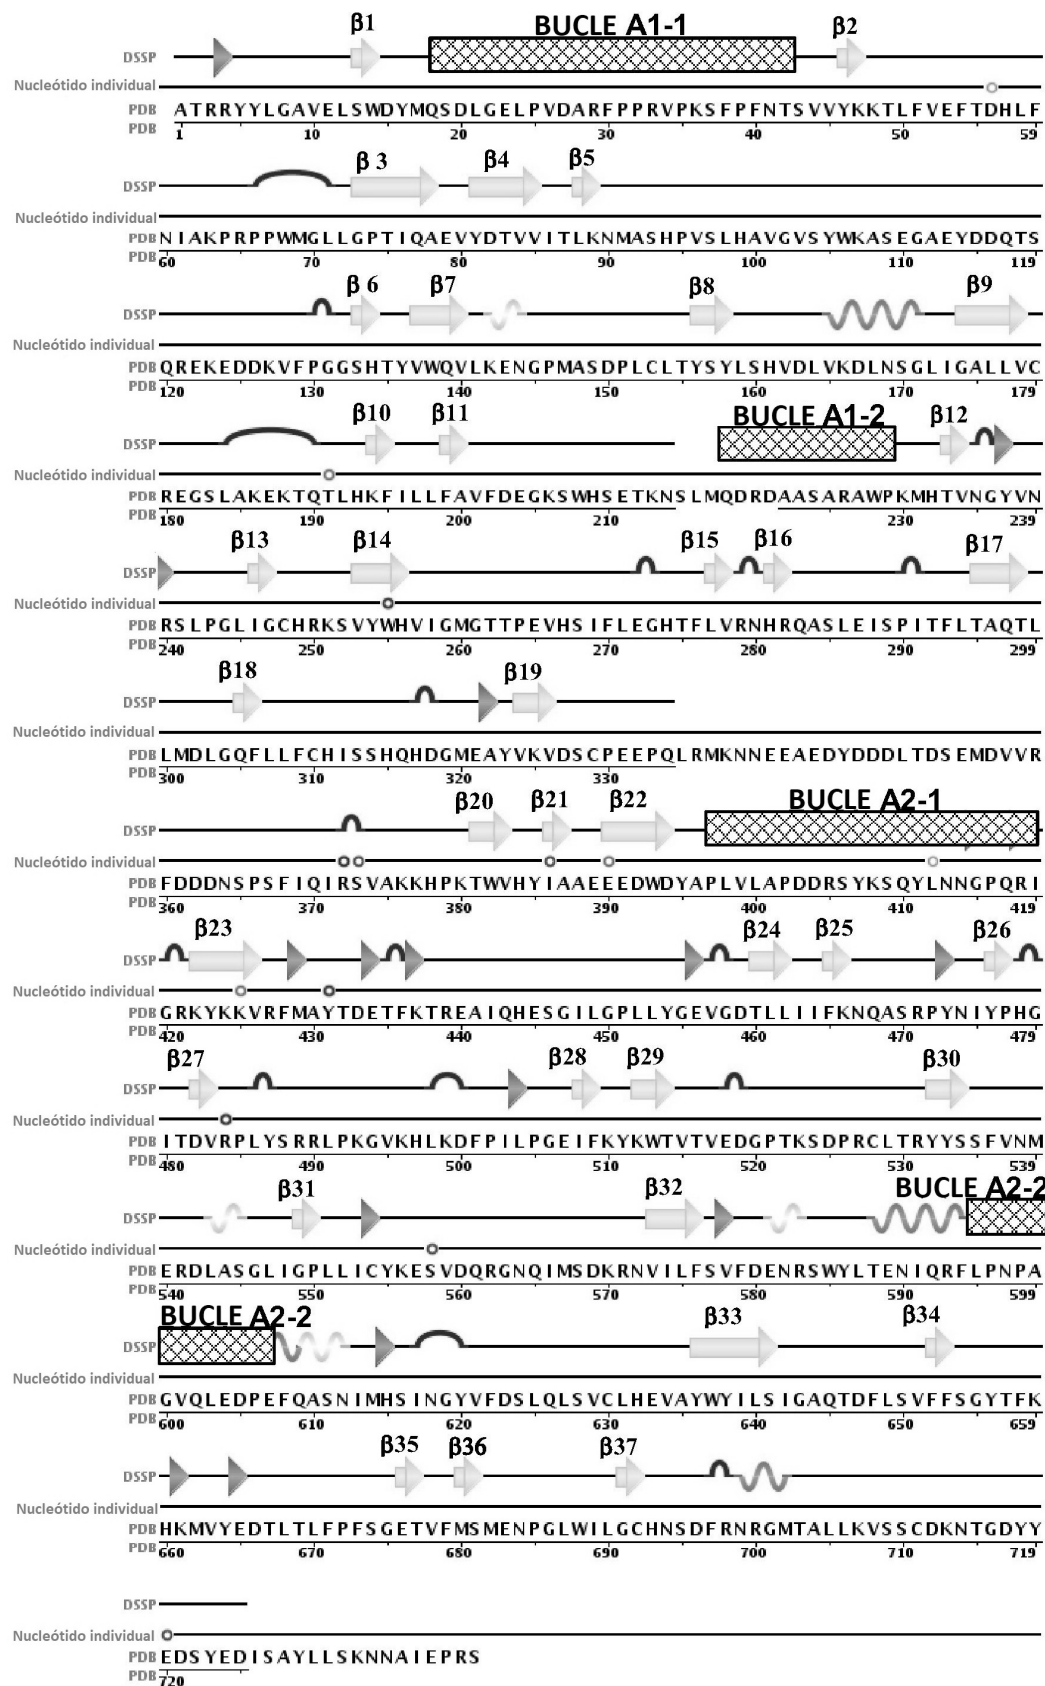 β1 BUCLE A1-1 β2
DSSP
Nucleótido individual
PDB ATRRYYLGAVELSWDYMQSDLGELPVDARFPPRVPKSFPFNTSVVYKKTLFVEFTDHLF
PDB 1 10 20 30 40 50 59
β 3 β4 β5
DSSP
Nucleótido individual
PDB NIAKPRPPWMGLLGPTIQAEVYDTVVITLKNMASHPVSLHAVGVSYWKASEGAEYDDQTS
PDB 60 70 80 90 100 110 119
β 6 β7 β8 β9
DSSP
Nucleótido individual
PDB QREKEDDKVFPGGSHTYVWQVLKENGPMASDPLCLTYSYLSHVDLVKDLNSGLIGALLVC
PDB 120 130 140 150 160 170 179
β10 β11 BUCLE A1-2 β12
DSSP
Nucleótido individual
PDB REGSLAKEKTQTLHKFILLFAVFDEGKSWHSETKNSLMQDRDAASARAWPKMHTVNGYVN
PDB 180 190 200 210 230 239
β13 β14 β15 β16 β17
DSSP
Nucleótido individual
PDB RSLPGLIGCHRKSVYWHVIGMGTTPEVHSIFLEGHTFLVRNHRQASLEISPITFLTAQTL
PDB 240 250 260 270 280 290 299
β18 β19
DSSP
Nucleótido individual
PDB LMDLGQFLLFCHISSHQHDGMEAYVKVDSCPEEPQLRMKNNEEAEDYDDDLTDSEMDVVR
PDB 300 310 320 330
β20 β21 β22 BUCLE A2-1
DSSP
Nucleótido individual
PDB FDDDNSPSFIQIRSVAKKHPKTWVHYIAAEEEDWDYAPLVLAPDDRSYKSQYLNNGPQRI
PDB 360 370 380 390 400 410 419
β23 β24 β25 β26
DSSP
Nucleótido individual
PDB GRKYKKVRFMAYTDETFKTREAIQHESGILGPLLYGEVGDTLLIIFKNQASRPYNIYPHG
PDB 420 430 440 450 460 470 479
β27 β28 β29 β30
DSSP
Nucleótido individual
PDB ITDVRPLYSRRLPKGVKHLKDFPILPGEIFKYKWTVTVEDGPTKSDPRCLTRYYSSFVNM
PDB 480 490 500 510 520 530 539
β31 β32 BUCLE A2-2
DSSP
Nucleótido individual
PDB ERDLASGLIGPLLICYKESVDQRGNQIMSDKRNVILFSVFDENRSWYLTENIQRFLPNPA
PDB 540 550 560 570 580 590 599
BUCLE A2-2 β33 β34
DSSP
Nucleótido individual
PDB GVQLEDPEFQASNIMHSINGYVFDSLQLSVCLHEVAYWYILSIGAQTDFLSVFFSGYTFK
PDB 600 610 620 630 640 650 659
β35 β36 β37
DSSP
Nucleótido individual
PDB HKMVYEDTLTLFPFSGETVFMSMENPGLWILGCHNSDFRNRGMTALLKVSSCDKNTGDYY
PDB 660 670 680 690 700 710 719
DSSP
Nucleótido individual
PDB EDSYEDISAYLLSKNNAIEPRS
PDB 720